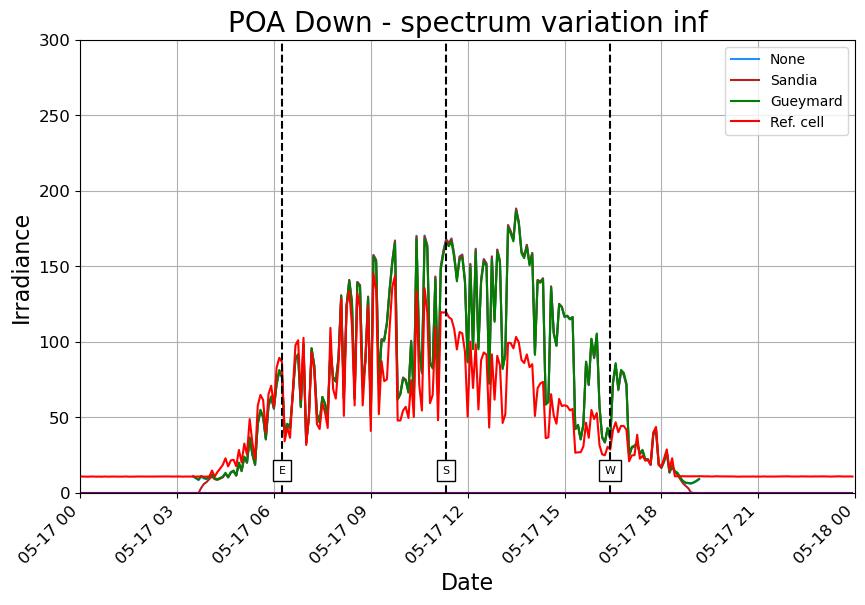 POA Down - spectrum variation inf
300
250
200
150
100
50
0
Irradiance
None
Sandia
Gueymard
Ref. cell
E
S
W
05-17 00
05-17 03
05-17 06
05-17 09
05-17 12
05-17 15
05-17 18
05-17 21
05-18 00
Date